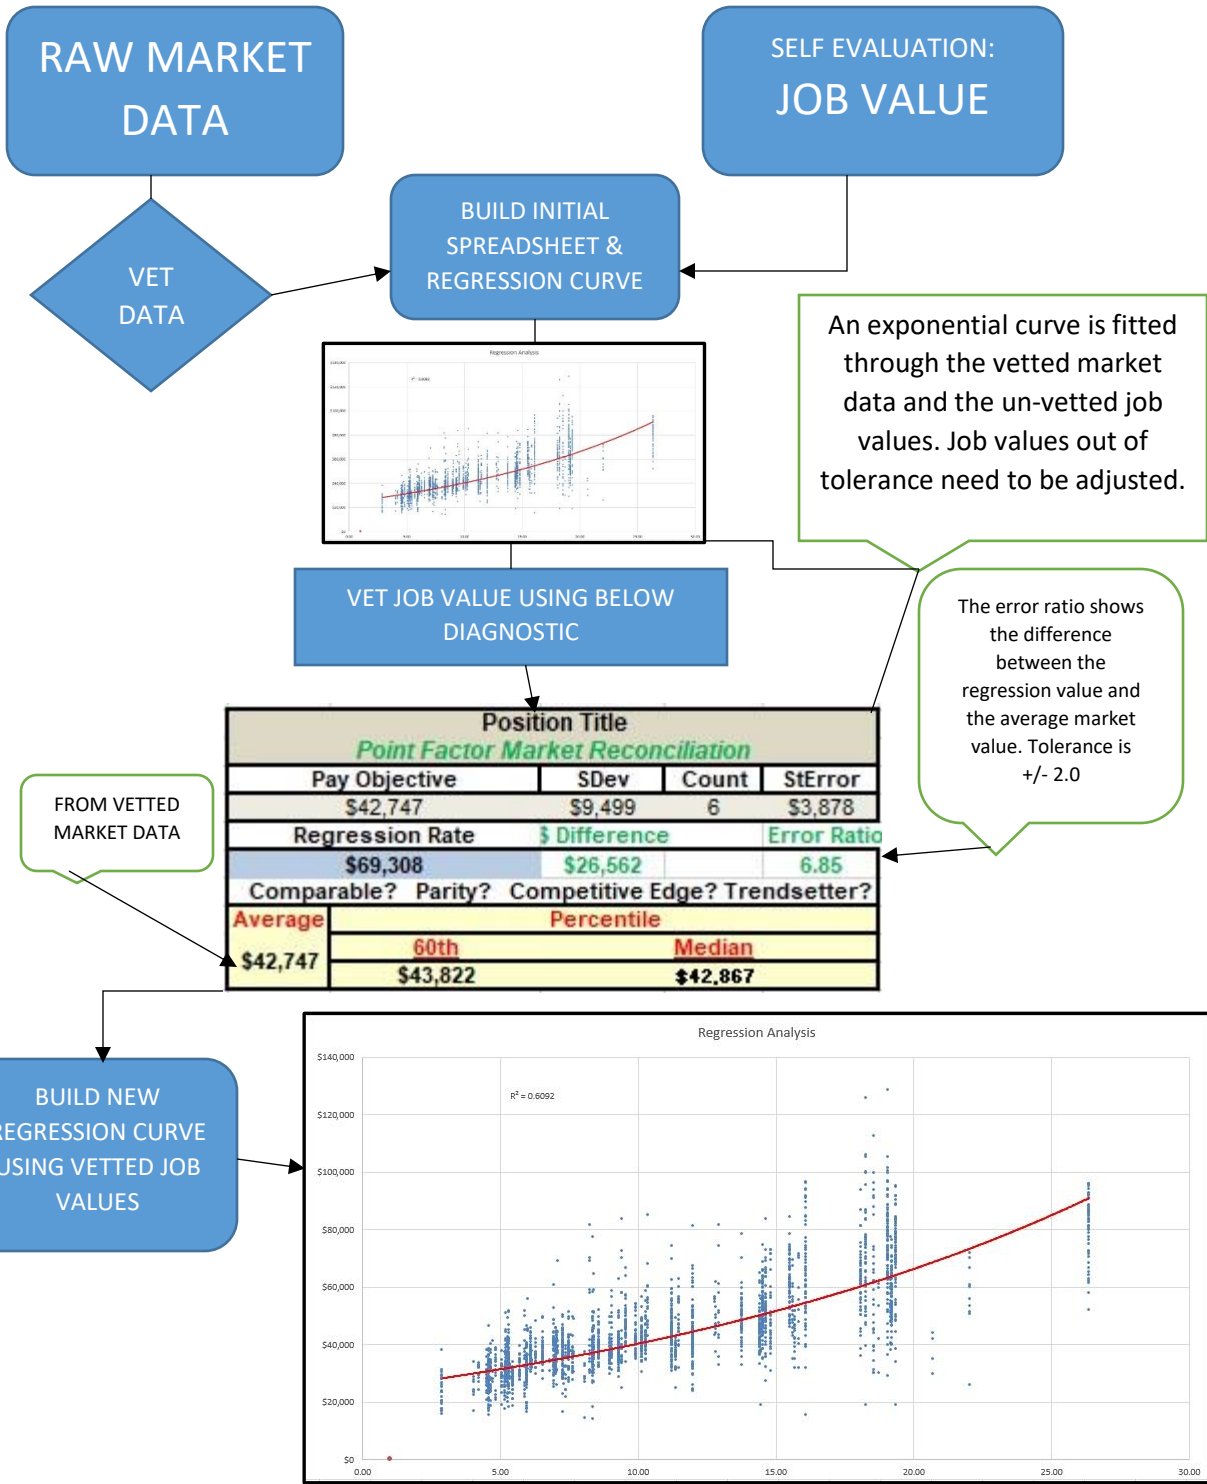 RAW MARKET
DATA
SELF EVALUATION:
JOB VALUE
BUILD INITIAL
SPREADSHEET &
REGRESSION CURVE
VET
DATA
An exponential curve is fitted
through the vetted market
data and the un-vetted job
values. Job values out of
tolerance need to be adjusted.
Regression Analysis
VET JOB VALUE USING BELOW
DIAGNOSTIC
The error ratio shows
the difference
between the
regression value and
the average market
value. Tolerance is
+/- 2.0
FROM VETTED
MARKET DATA
Position Title
Point Factor Market Reconciliation
Pay Objective SDev Count StError
$42,747 $9,499 6 $3,878
Regression Rate $ Difference Error Ratio
$69,308 $26,562 6.85
Comparable? Parity? Competitive Edge? Trendsetter?
Average Percentile
60th Median
$42,747
$43,822 $42,867
BUILD NEW
REGRESSION CURVE
USING VETTED JOB
VALUES
Regression Analysis
R² = 0.6092
$140,000
$120,000
$100,000
$80,000
$60,000
$40,000
$20,000
$0
0.00 5.00 10.00 15.00 20.00 25.00 30.00